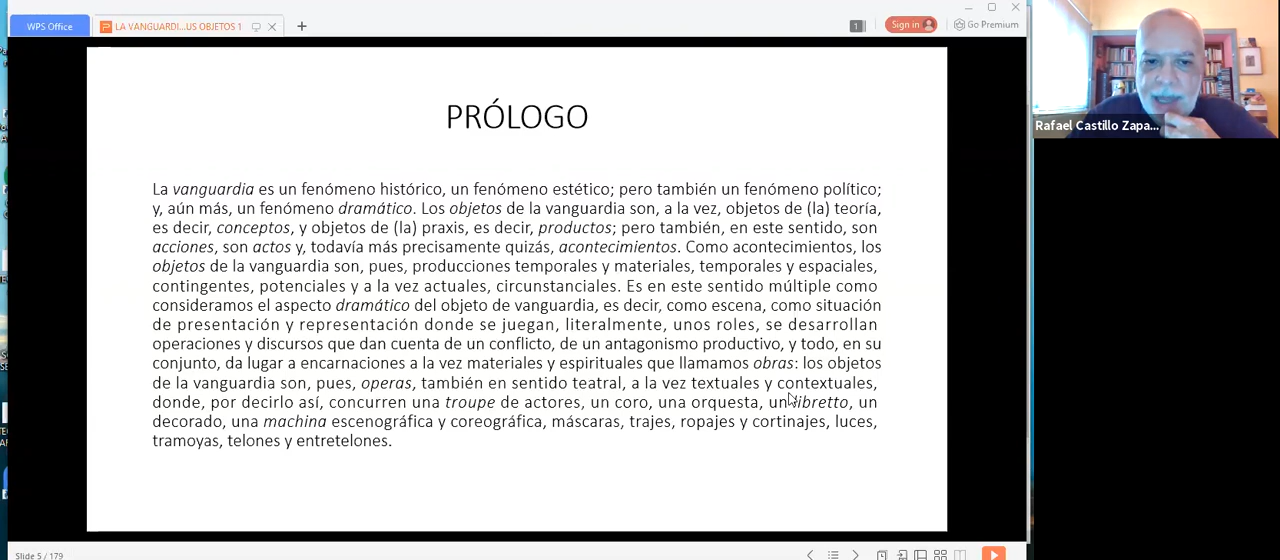 WPS Office
LA VANGUARDI...US OBJETOS 1
1
Sign in
Go Premium
PRÓLOGO
La vanguardia es un fenómeno histórico, un fenómeno estético; pero también un fenómeno político;
y, aún más, un fenómeno dramático. Los objetos de la vanguardia son, a la vez, objetos de (la) teoría,
es decir, conceptos, y objetos de (la) praxis, es decir, productos; pero también, en este sentido, son
acciones, son actos y, todavía más precisamente quizás, acontecimientos. Como acontecimientos, los
objetos de la vanguardia son, pues, producciones temporales y materiales, temporales y espaciales,
contingentes, potenciales y a la vez actuales, circunstanciales. Es en este sentido múltiple como
consideramos el aspecto dramático del objeto de vanguardia, es decir, como escena, como situación
de presentación y representación donde se juegan, literalmente, unos roles, se desarrollan
operaciones y discursos que dan cuenta de un conflicto, de un antagonismo productivo, y todo, en su
conjunto, da lugar a encarnaciones a la vez materiales y espirituales que llamamos obras: los objetos
de la vanguardia son, pues, operas, también en sentido teatral, a la vez textuales y contextuales,
donde, por decirlo así, concurren una troupe de actores, un coro, una orquesta, un libretto, un
decorado, una machina escenográfica y coreográfica, máscaras, trajes, ropajes y cortinajes, luces,
tramoyas, telones y entretelones.
Slide 5 / 179
Rafael Castillo Zapa...